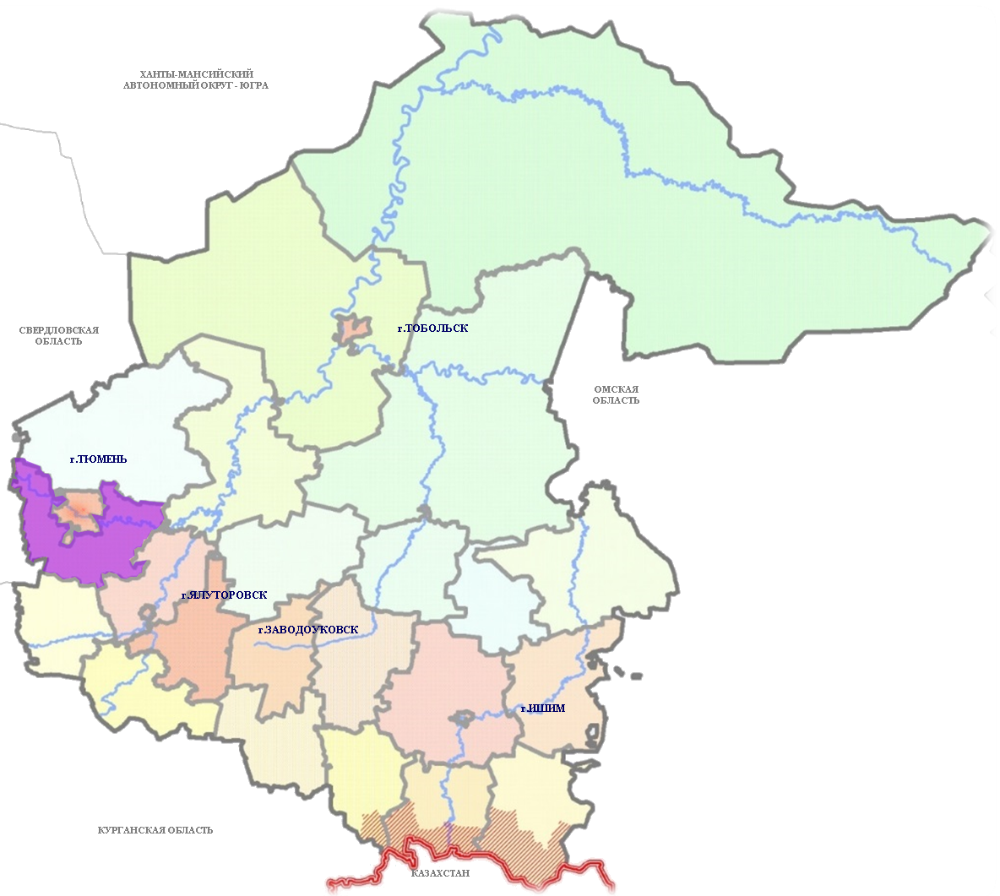 ХАНТЫ-МАНСИЙСКИЙ
АВТОНОМНЫЙ ОКРУГ - ЮГРА
СВЕРДЛОВСКАЯ
ОБЛАСТЬ
г.ТОБОЛЬСК
ОМСКАЯ
ОБЛАСТЬ
г.ТЮМЕНЬ
г.ЯЛУТОРОВСК
г.ЗАВОДОУКОВСК
г.ИШИМ
КУРГАНСКАЯ ОБЛАСТЬ
КАЗАХСТАН